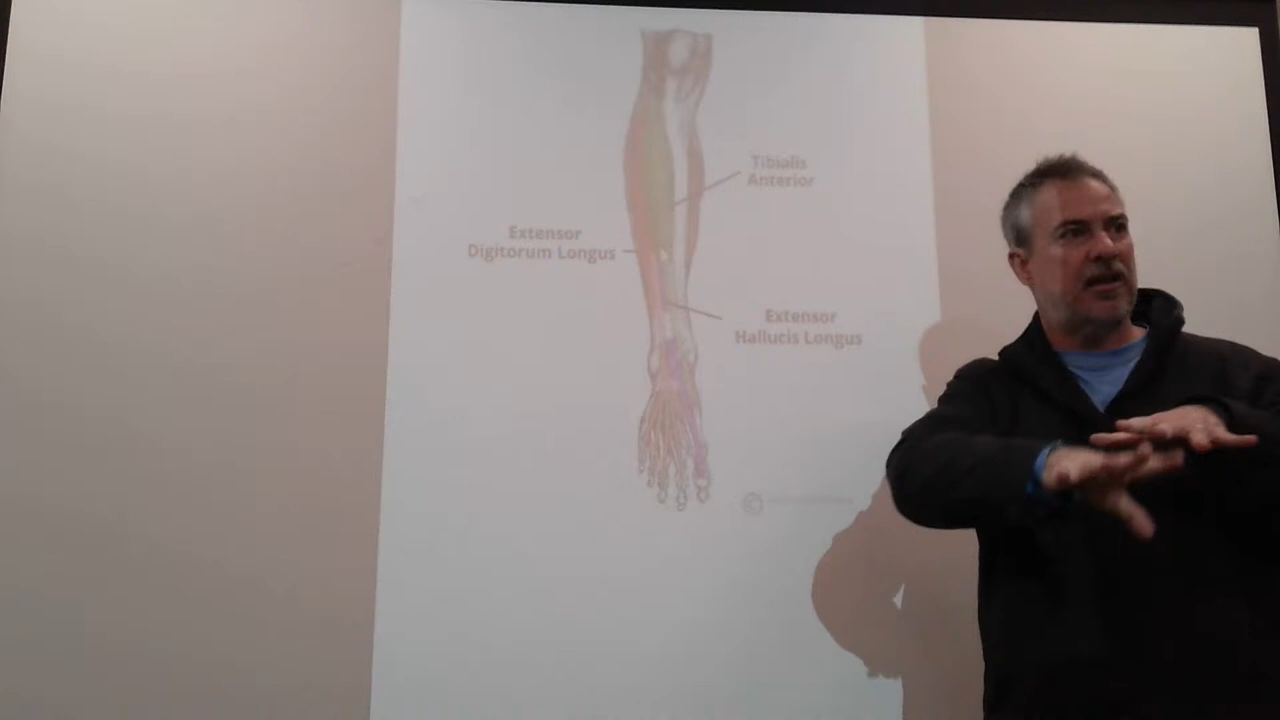 Tibialis
Anterior
Extensor
Digitorum Longus
Extensor
Hallucis Longus
©